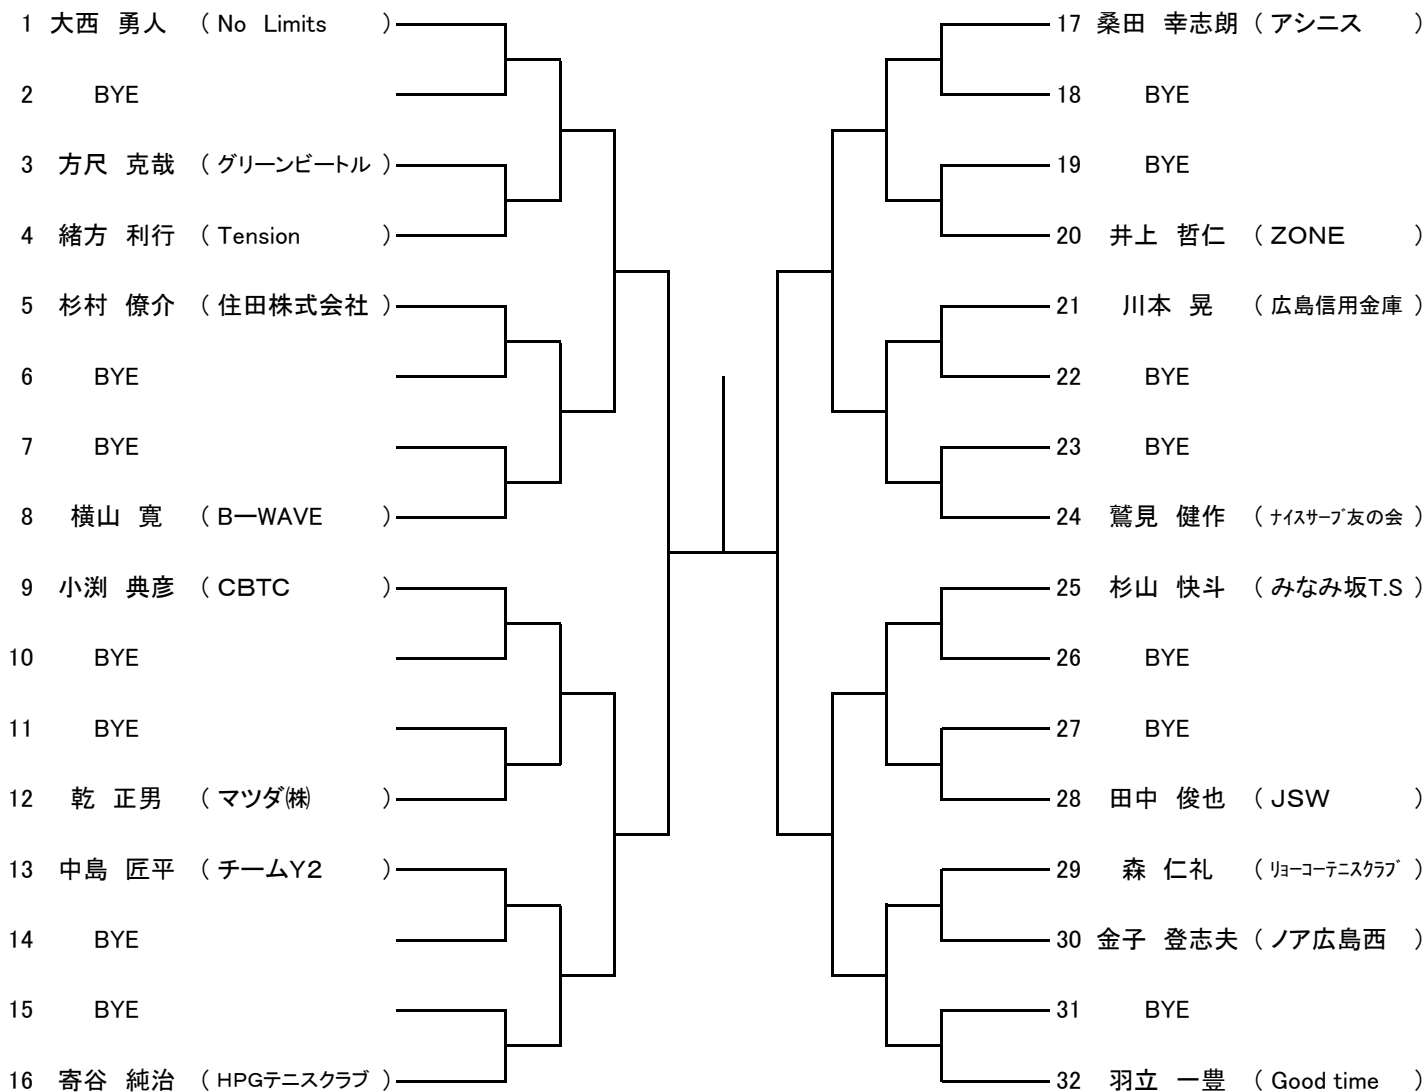 1 大西 勇人 ( No Limits )
2 BYE
3 方尺 克哉 ( グリーンビートル )
4 緒方 利行 ( Tension )
5 杉村 僚介 ( 住田株式会社 )
6 BYE
7 BYE
8 横山 寛 ( BーWAVE )
9 小渕 典彦 ( CBTC )
10 BYE
11 BYE
12 乾 正男 ( マツダ㈱ )
13 中島 匠平 ( チームY2 )
14 BYE
15 BYE
16 寄谷 純治 ( HPGテニスクラブ )
17 桑田 幸志朗 ( アシニス )
18 BYE
19 BYE
20 井上 哲仁 ( ZONE )
21 川本 晃 ( 広島信用金庫 )
22 BYE
23 BYE
24 鷲見 健作 ( ナイスサーブ友の会 )
25 杉山 快斗 ( みなみ坂T.S )
26 BYE
27 BYE
28 田中 俊也 ( JSW )
29 森 仁礼 ( リョーコーテニスクラブ )
30 金子 登志夫 ( ノア広島西 )
31 BYE
32 羽立 一豊 ( Good time )